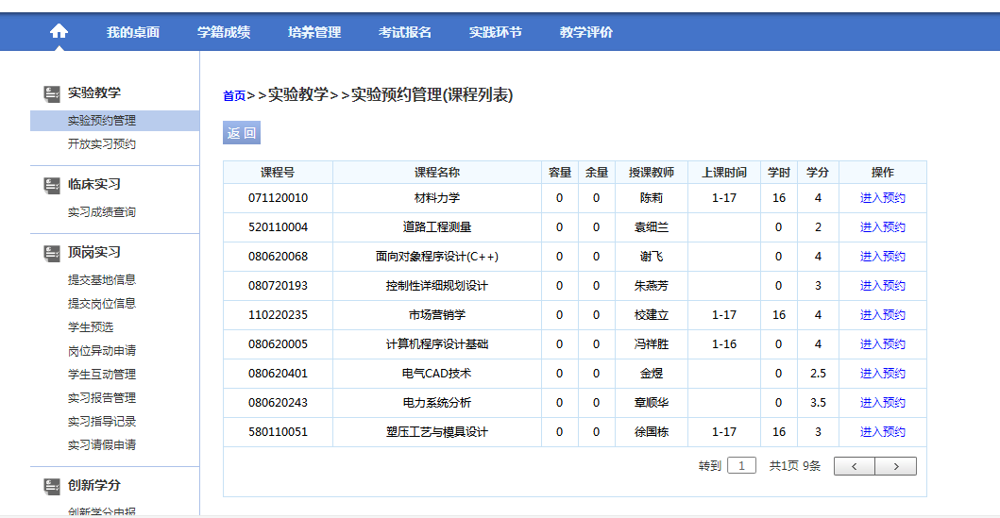 我的桌面 学籍成绩 培养管理 考试报名 实践环节 教学评价
实验教学
实验预约管理
开放实习预约
临床实习
实习成绩查询
顶岗实习
提交基地信息
提交岗位信息
学生预选
岗位异动申请
学生互动管理
实习报告管理
实习指导记录
实习请假申请
创新学分
创新学分申报
首页>>实验教学>>实验预约管理(课程列表)
返 回
课程号 课程名称 容量 余量 授课教师 上课时间 学时 学分 操作
071120010 材料力学 0 0 陈莉 1-17 16 4 进入预约
520110004 道路工程测量 0 0 袁细兰 0 2 进入预约
080620068 面向对象程序设计(C++) 0 0 谢飞 0 4 进入预约
080720193 控制性详细规划设计 0 0 朱燕芳 0 3 进入预约
110220235 市场营销学 0 0 校建立 1-17 16 4 进入预约
080620005 计算机程序设计基础 0 0 冯祥胜 1-16 0 4 进入预约
080620401 电气CAD技术 0 0 金煜 0 2.5 进入预约
080620243 电力系统分析 0 0 章顺华 0 3.5 进入预约
580110051 塑压工艺与模具设计 0 0 徐国栋 1-17 16 3 进入预约
转到 1 共1页 9条 < >